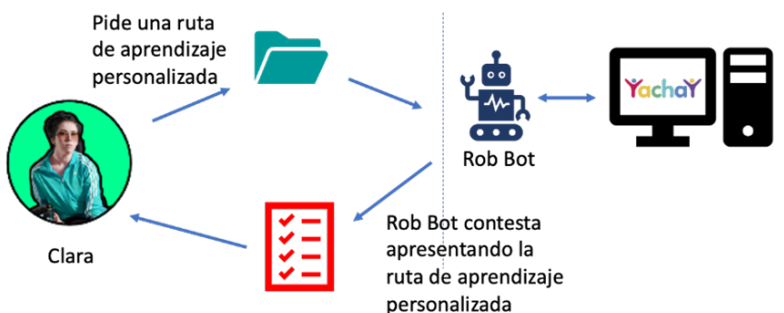 Pide una ruta
de aprendizaje
personalizada
YachaY
Rob Bot
Clara
Rob Bot contesta
apresentando la
ruta de aprendizaje
personalizada